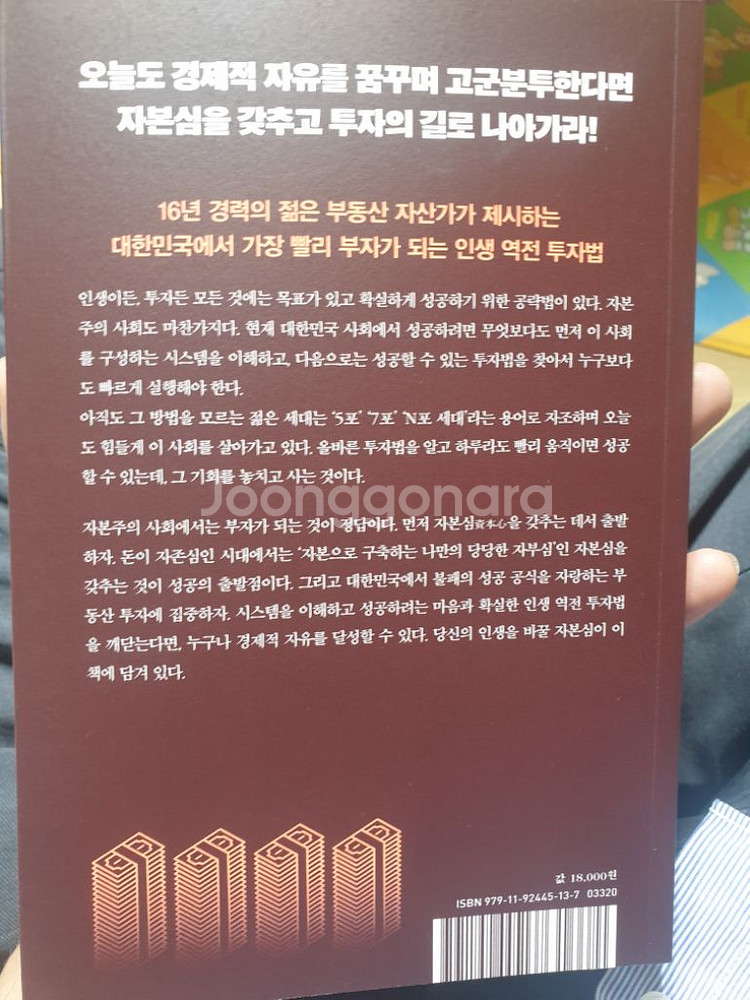 오늘도 경제적 자유를 꿈꾸며 고군분투한다면
자본심을 갖추고 투자의 길로 나아가라!
16년 경력의 젊은 부동산 자산가가 제시하는
대한민국에서 가장 빨리 부자가 되는 인생 역전 투자법
인생이든, 투자든 모든 것에는 목표가 있고 확실하게 성공하기 위한 공략법이 있다. 자본
주의 사회도 마찬가지다. 현재 대한민국 사회에서 성공하려면 무엇보다도 먼저 이 사회
를 구성하는 시스템을 이해하고, 다음으로는 성공할 수 있는 투자법을 찾아서 누구보다
도 빠르게 실행해야 한다.
아직도 그 방법을 모르는 젊은 세대는 '5포' '7포' 'N포 세대'라는 용어로 자조하며 오늘
도 힘들게 이 사회를 살아가고 있다. 올바른 투자법을 알고 하루라도 빨리 움직이면 성공
할 수 있는데, 그 기회를 놓치고 사는 것이다.
Joonggonara
자본주의 사회에서는 부자가 되는 것이 정답이다. 먼저 자본심資本心을 갖추는 데서 출발
하자. 돈이 자존심인 시대에서는 '자본으로 구축하는 나만의 당당한 자부심'인 자본심을
갖추는 것이 성공의 출발점이다. 그리고 대한민국에서 불패의 성공 공식을 자랑하는 부
동산 투자에 집중하자. 시스템을 이해하고 성공하려는 마음과 확실한 인생 역전 투자법
을 깨닫는다면, 누구나 경제적 자유를 달성할 수 있다. 당신의 인생을 바꿀 자본심이 이
책에 담겨 있다.
값 18,000원
ISBN 979-11-92445-13-7 03320